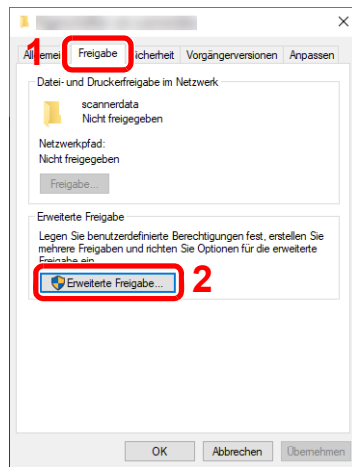 1
Freigabe
Vorgängerversionen
Anpassen
Datei- und Druckerfreigabe im Netzwerk
scannerdata
Nicht freigegeben
Netzwerkpfad:
Nicht freigegeben
Freigabe...
Erweiterte Freigabe
Legen Sie benutzerdefinierte Berechtigungen fest, erstellen Sie
mehrere Freigaben und richten Sie Optionen für die erweiterte
Freigabe ein.
Erweiterte Freigabe...
2
OK
Abbrechen
Übernehmen